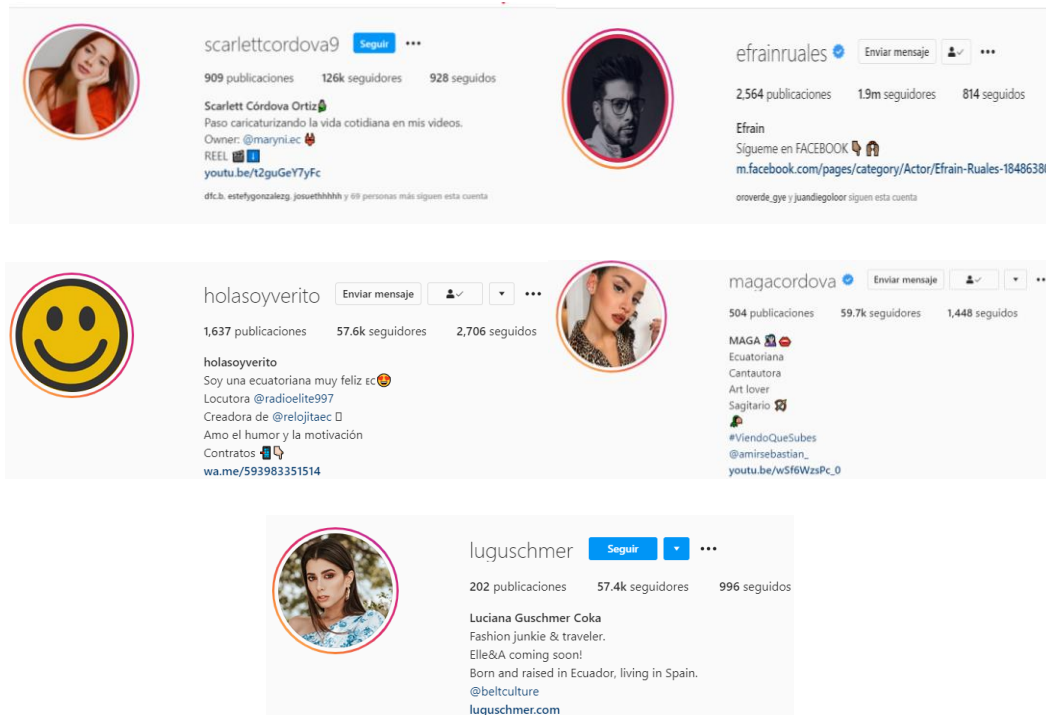 scarlettcordova9 Seguir
909 publicaciones 126k seguidores 928 seguidos
Scarlett Córdova Ortiz
Paso caricaturizando la vida cotidiana en mis videos.
Owner: @maryni.ec
REEL
youtu.be/t2guGeY7yFc
dfc.b, estefygonzalezg, josuethhhhh y 69 personas más siguen esta cuenta
efrainruales Enviar mensaje
2,564 publicaciones 1.9m seguidores 814 seguidos
Efrain
Sígueme en FACEBOOK
m.facebook.com/pages/category/Actor/Efrain-Ruales-1848638
oroverde_gye y juandiegoloor siguen esta cuenta
holasoyverito Enviar mensaje
1,637 publicaciones 57.6k seguidores 2,706 seguidos
holasoyverito
Soy una ecuatoriana muy feliz EC
Locutora @radioelite997
Creadora de @relojitaec
Amo el humor y la motivación
Contratos
wa.me/593983351514
magacordova Enviar mensaje
504 publicaciones 59.7k seguidores 1,448 seguidos
MAGA
Ecuatoriana
Cantautora
Art lover
Sagitario
#ViendoQueSubes
@amirsebastian_
youtu.be/wSf6WzsPc_0
luguschmer Seguir
202 publicaciones 57.4k seguidores 996 seguidos
Luciana Guschmer Coka
Fashion junkie & traveler.
Elle&A coming soon!
Born and raised in Ecuador, living in Spain.
@beltculture
luguschmer.com